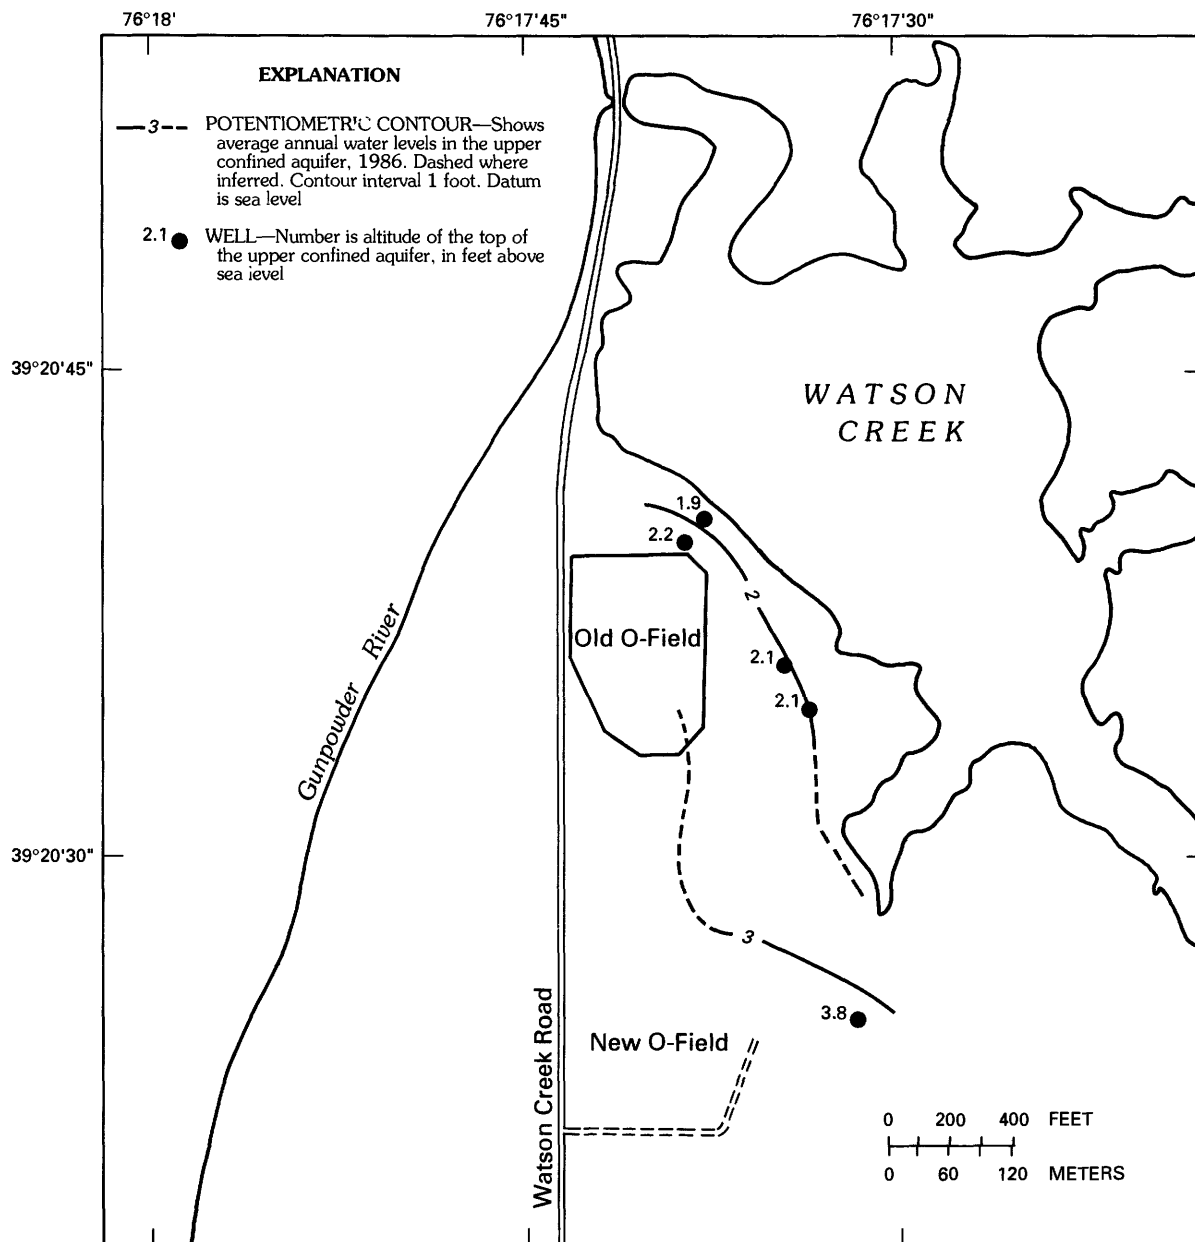 76°18' 76°17'45" 76°17'30"
EXPLANATION
3 POTENTIOMETRIC CONTOUR—Shows
average annual water levels in the upper
confined aquifer, 1986. Dashed where
inferred. Contour interval 1 foot. Datum
is sea level
2.1 WELL—Number is altitude of the top of
the upper confined aquifer, in feet above
sea level
39°20'45"
WATSON
CREEK
1.9
2.2
2
Old O-Field
Gunpowder River
2.1
2.1
39°20'30"
3
3.8
New O-Field
Watson Creek Road
0 200 400 FEET
0 60 120 METERS